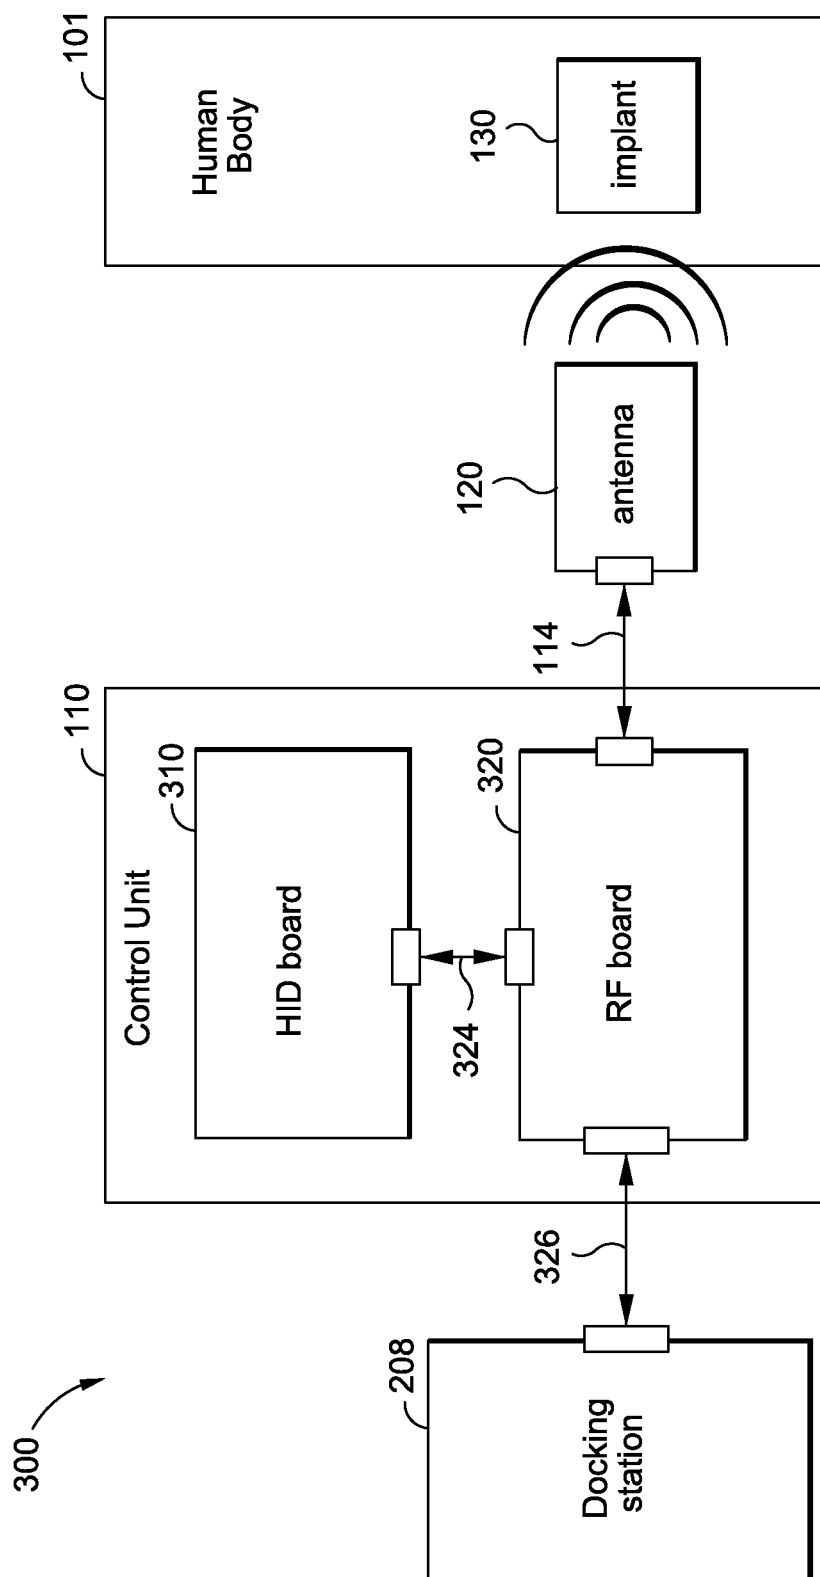 300
208
Docking
station
326
110
Control Unit
310
HID board
324
320
RF board
114
120
antenna
101
Human
Body
130
implant